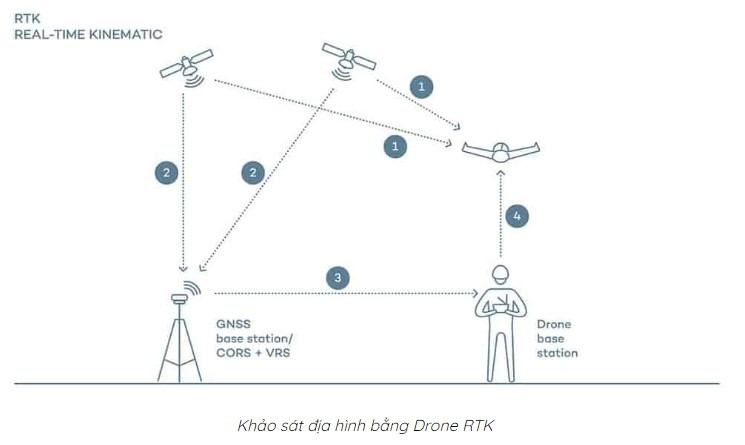 RTK
REAL-TIME KINEMATIC
1
1
2
2
4
3
GNSS
base station/
CORS + VRS
Drone
base
station
Khảo sát địa hình bằng Drone RTK